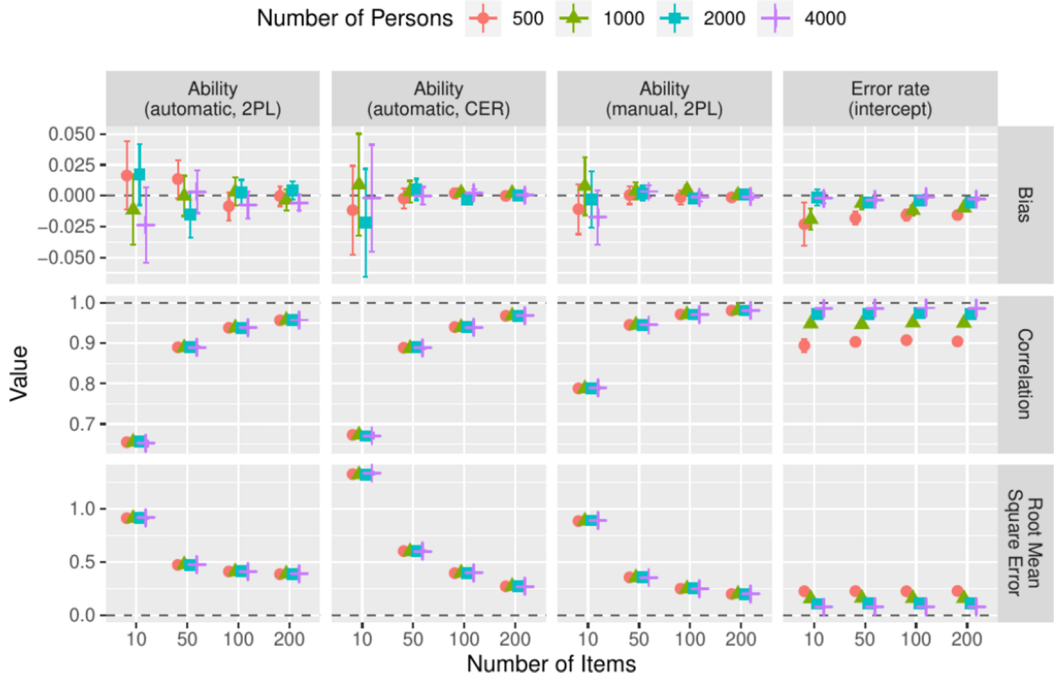 Number of Persons 500 1000 2000 4000
Ability (automatic, 2PL)
Ability (automatic, CER)
Ability (manual, 2PL)
Error rate (intercept)
0.050
0.025
0.000
−0.025
−0.050
Bias
1.0
0.9
0.8
0.7
Correlation
1.0
0.5
0.0
Root Mean
Square Error
Value
10 50 100 200 10 50 100 200 10 50 100 200 10 50 100 200
Number of Items